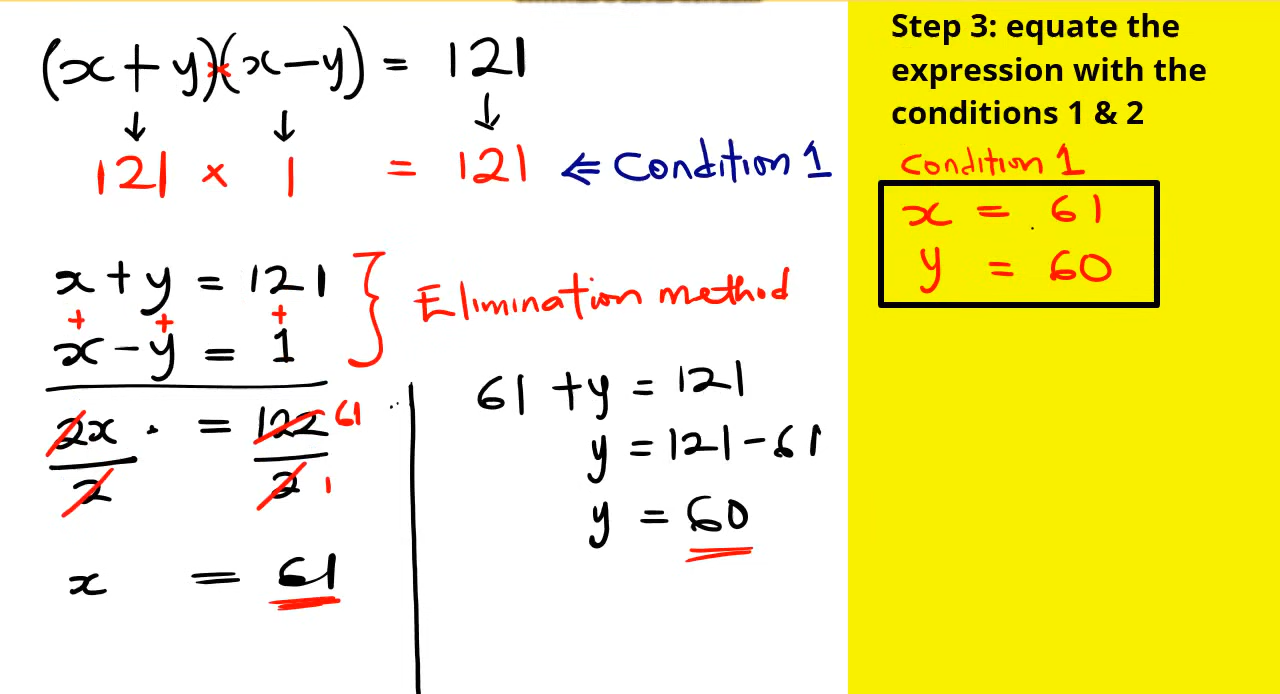 (x+y)×(x-y) = 121
↓ ↓ ↓
121 × 1 = 121 ⇐ Condition 1
x + y = 121
+ + +
x - y = 1
Elimination method
2x = 122 61
2 2 1
x = 61
61 + y = 121
y = 121 - 61
y = 60
Step 3: equate the
expression with the
conditions 1 & 2
Condition 1
x = 61
y = 60